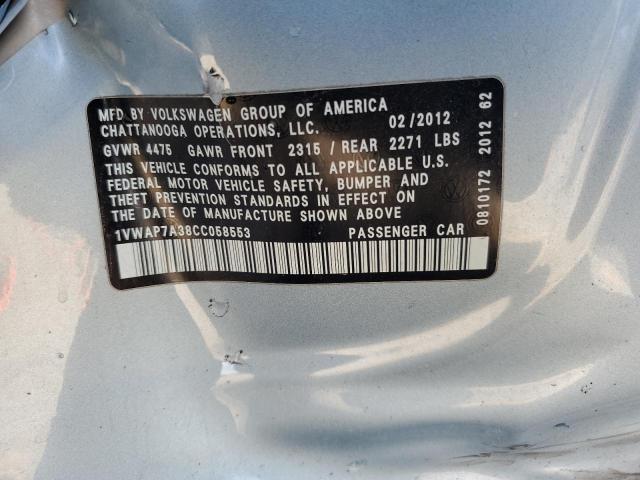 MFD BY VOLKSWAGEN GROUP OF AMERICA
CHATTANOOGA OPERATIONS, LLC. 02/2012
GVWR 4475 GAWR FRONT 2315 / REAR 2271 LBS
THIS VEHICLE CONFORMS TO ALL APPLICABLE U.S.
FEDERAL MOTOR VEHICLE SAFETY, BUMPER AND
THEFT PREVENTION STANDARDS IN EFFECT ON
THE DATE OF MANUFACTURE SHOWN ABOVE
1VWAP7A38CC058553 PASSENGER CAR
0810172 2012 62